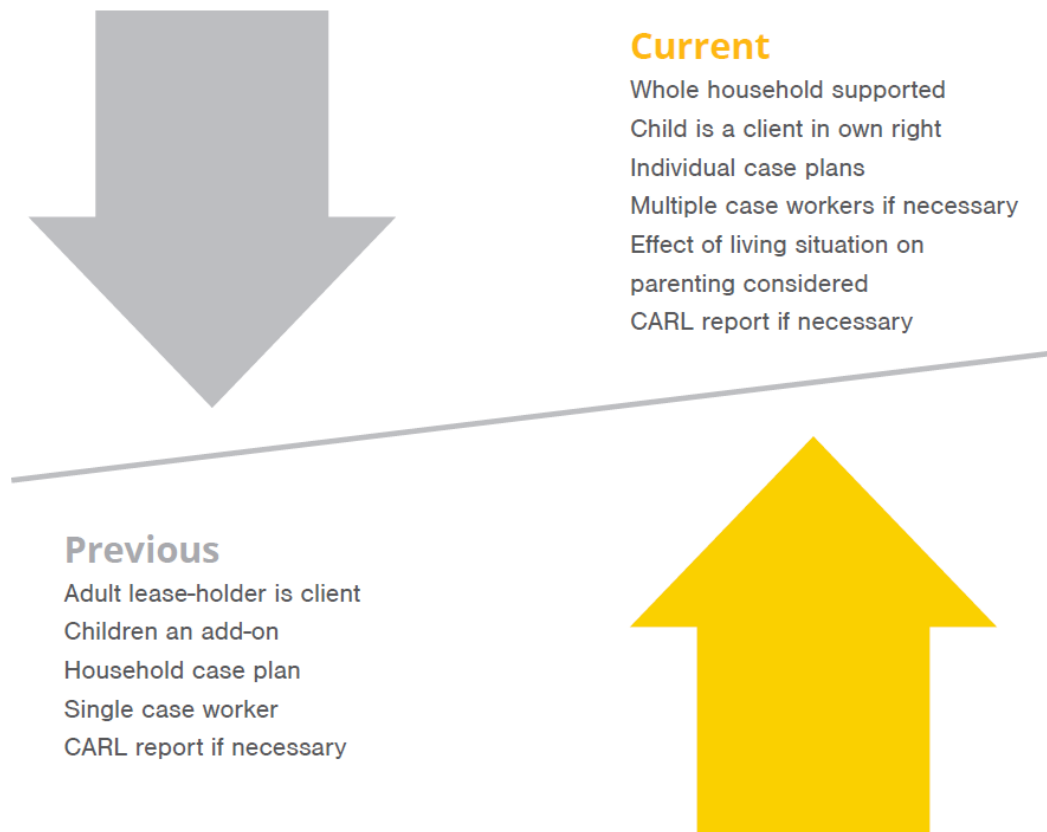 Current
Whole household supported
Child is a client in own right
Individual case plans
Multiple case workers if necessary
Effect of living situation on
parenting considered
CARL report if necessary
Previous
Adult lease-holder is client
Children an add-on
Household case plan
Single case worker
CARL report if necessary